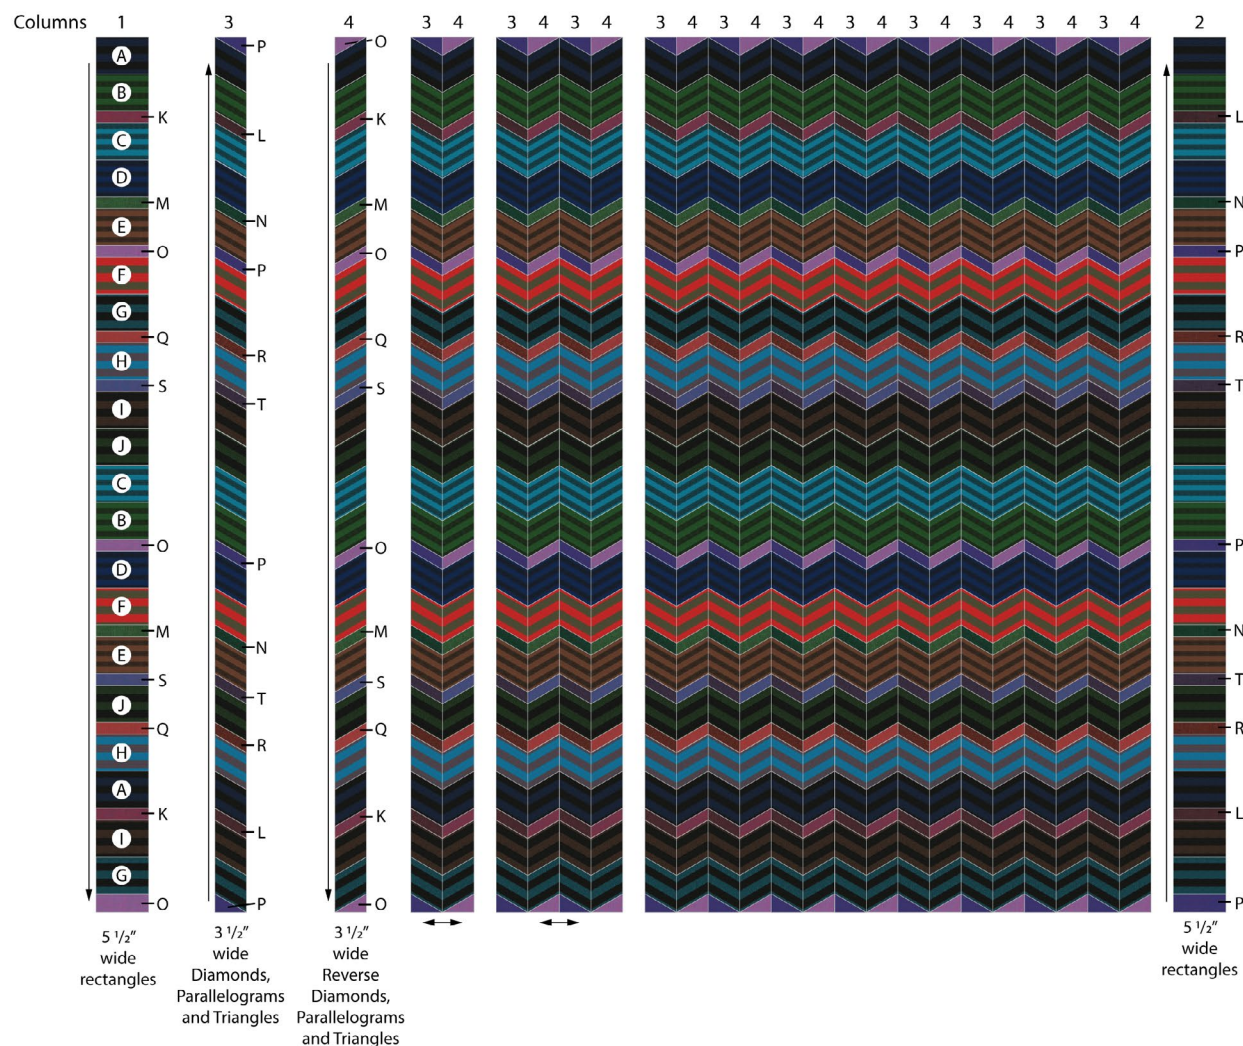 Columns 1 3 4 3 4 3 4 3 4 3 4 3 4 3 4 3 4 3 4 3 4 3 4 3 4 2
A
B
K
C
D
M
E
O
F
G
Q
H
S
I
J
C
B
O
D
F
M
E
S
J
Q
H
A
K
I
G
O
5 ½”
wide
rectangles
P
L
N
P
R
T
P
N
T
R
L
P
3 ½”
wide
Diamonds,
Parallelograms
and Triangles
O
K
M
O
Q
S
O
M
S
Q
K
O
3 ½”
wide
Reverse
Diamonds,
Parallelograms
and Triangles
L
N
P
R
T
P
N
T
R
L
P
5 ½”
wide
rectangles